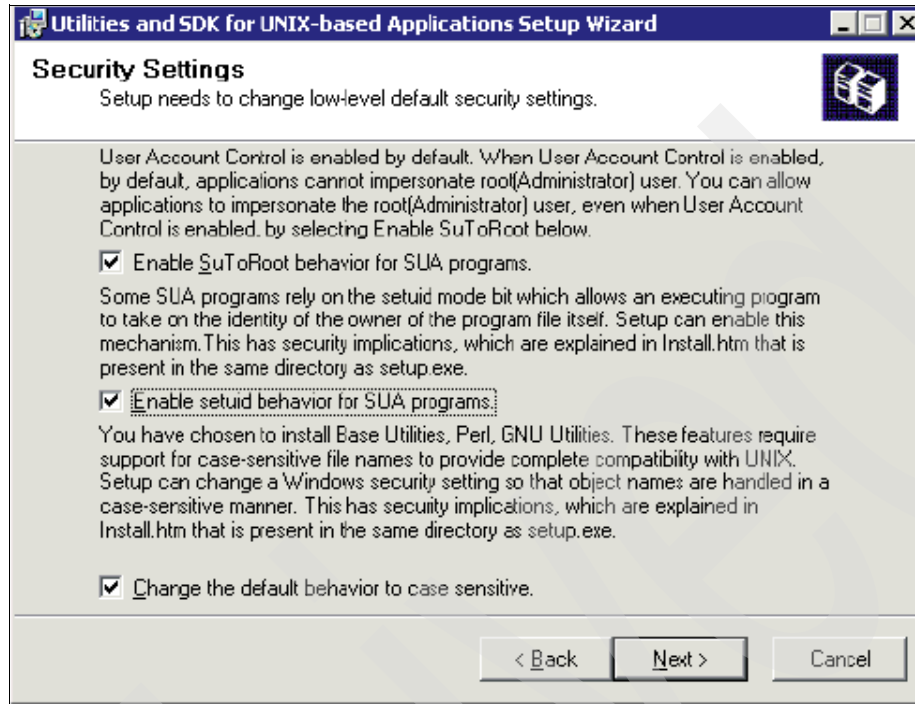 Utilities and SDK for UNIX-based Applications Setup Wizard
Security Settings
Setup needs to change low-level default security settings.
User Account Control is enabled by default. When User Account Control is enabled,
by default, applications cannot impersonate root(Administrator) user. You can allow
applications to impersonate the root(Administrator) user, even when User Account
Control is enabled. by selecting Enable SuToRoot below.
Enable SuToRoot behavior for SUA programs.
Some SUA programs rely on the setuid mode bit which allows an executing program
to take on the identity of the owner of the program file itself. Setup can enable this
mechanism. This has security implications, which are explained in Install.htm that is
present in the same directory as setup.exe.
Enable setuid behavior for SUA programs.
You have chosen to install Base Utilities, Perl, GNU Utilities. These features require
support for case-sensitive file names to provide complete compatibility with UNIX.
Setup can change a Windows security setting so that object names are handled in a
case-sensitive manner. This has security implications, which are explained in
Install.htm that is present in the same directory as setup.exe.
Change the default behavior to case sensitive.
< Back Next > Cancel